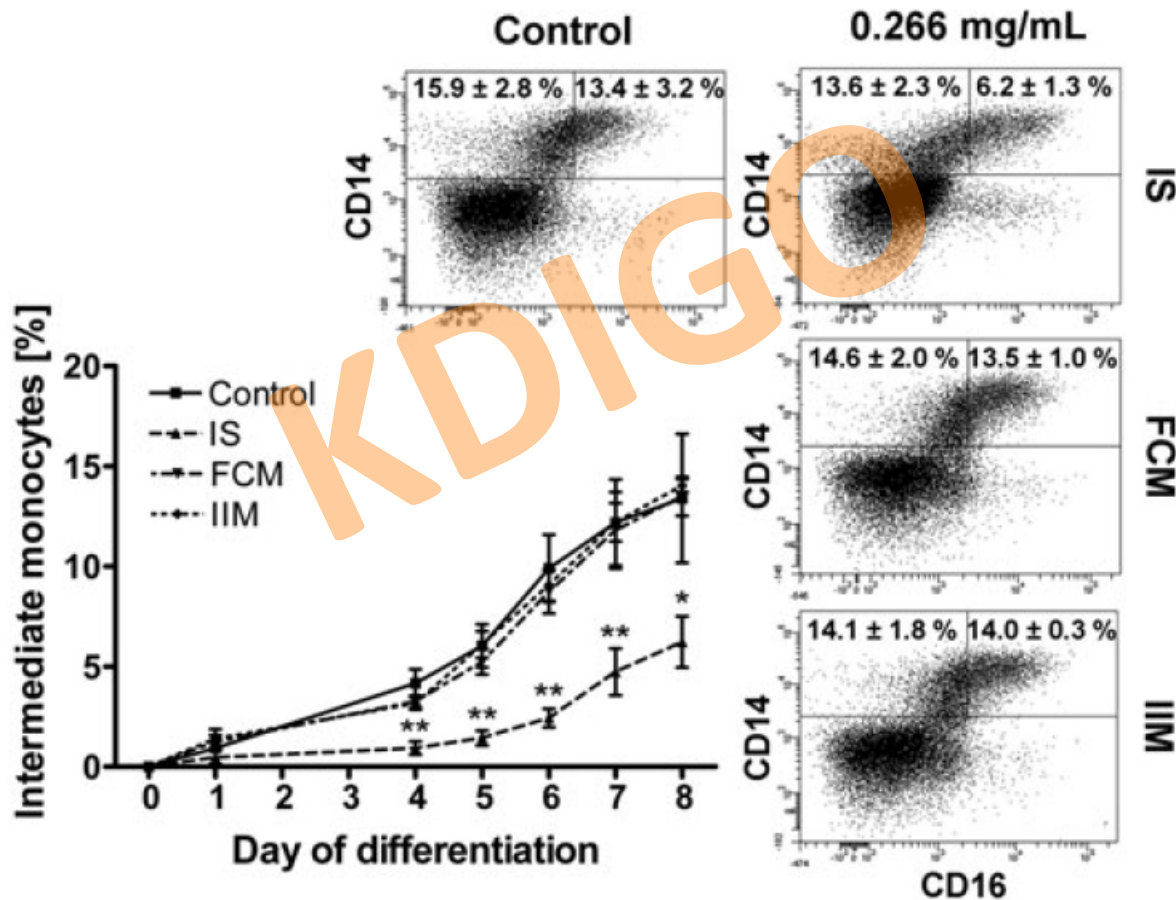 Control
0.266 mg/mL
15.9 ± 2.8 %
13.4 ± 3.2 %
CD14
13.6 ± 2.3 %
6.2 ± 1.3 %
CD14
IS
KDIGO
14.6 ± 2.0 %
13.5 ± 1.0 %
CD14
FCM
14.1 ± 1.8 %
14.0 ± 0.3 %
CD14
IIM
CD16
Intermediate monocytes [%]
20
15
10
5
0
Control
IS
FCM
IIM
**
**
**
**
*
0 1 2 3 4 5 6 7 8
Day of differentiation